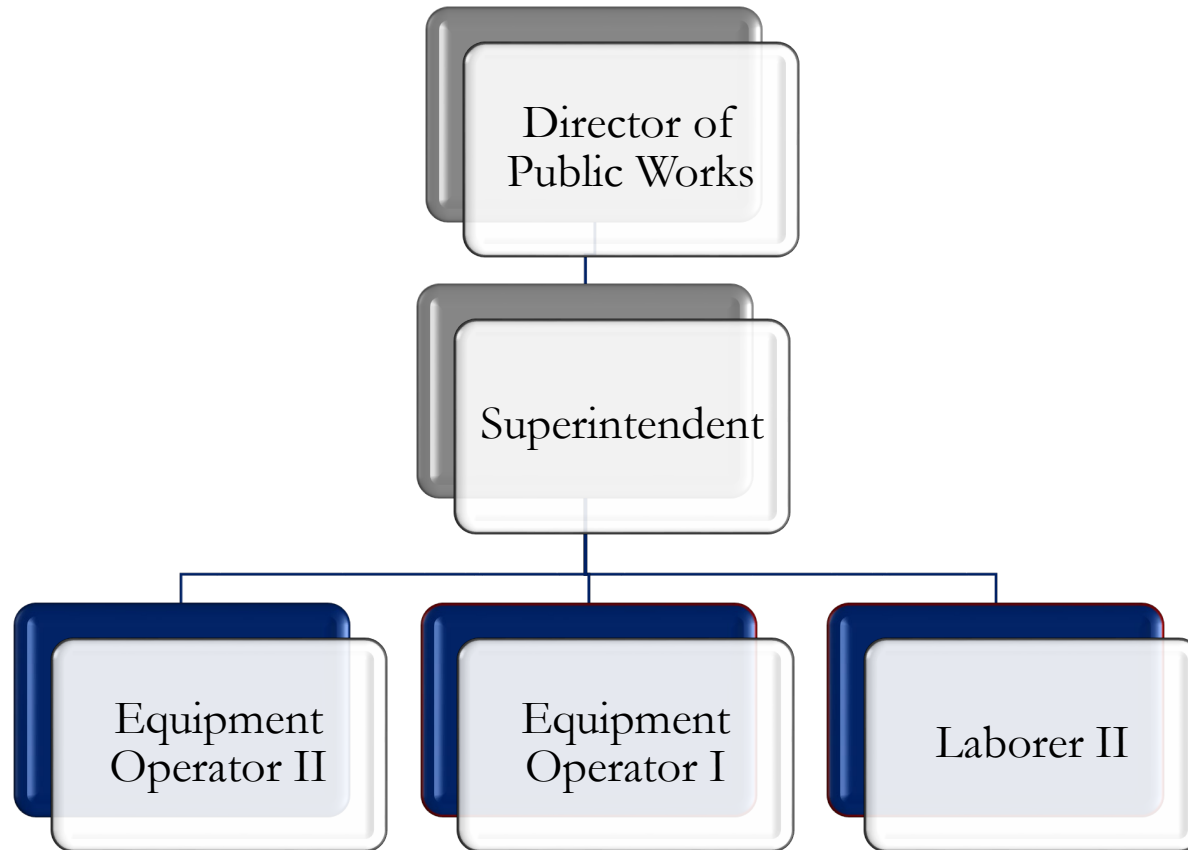 Director of
Public Works
Superintendent
Equipment
Operator II
Equipment
Operator I
Laborer II